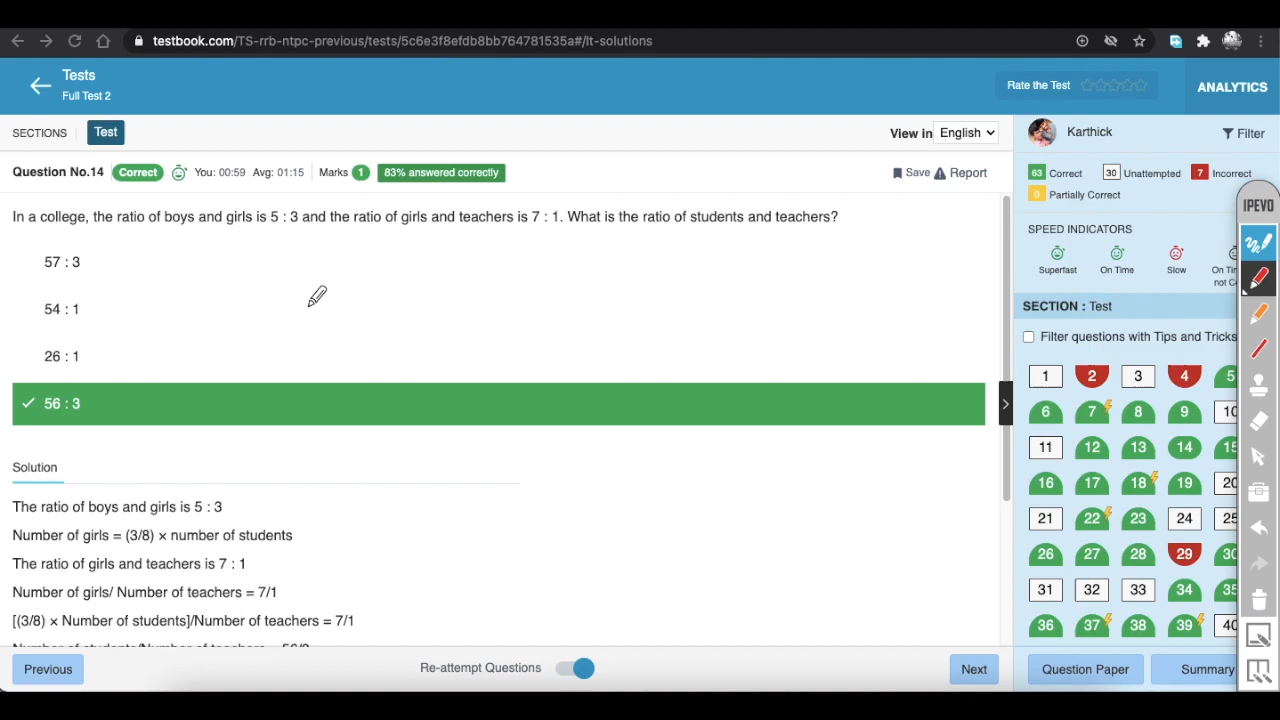 testbook.com/TS-rrb-ntpc-previous/tests/5c6e3f8efdb8bb764781535a#/lt-solutions
Tests
Full Test 2
Rate the Test
ANALYTICS
SECTIONS
Test
View in
English
Karthick
Filter
Question No.14
Correct
You: 00:59
Avg: 01:15
Marks
1
83% answered correctly
Save
Report
63 Correct
30 Unattempted
7 Incorrect
0 Partially Correct
IPEVO
In a college, the ratio of boys and girls is 5 : 3 and the ratio of girls and teachers is 7 : 1. What is the ratio of students and teachers?
57 : 3
54 : 1
26 : 1
56 : 3
SPEED INDICATORS
Superfast
On Time
Slow
SECTION : Test
Filter questions with Tips and Tricks
1 2 3 4 5
6 7 8 9 10
11 12 13 14 15
16 17 18 19 20
21 22 23 24 25
26 27 28 29 30
31 32 33 34 35
36 37 38 39 40
Solution
The ratio of boys and girls is 5 : 3
Number of girls = (3/8) × number of students
The ratio of girls and teachers is 7 : 1
Number of girls/ Number of teachers = 7/1
[(3/8) × Number of students]/Number of teachers = 7/1
Previous
Re-attempt Questions
Next
Question Paper
Summary